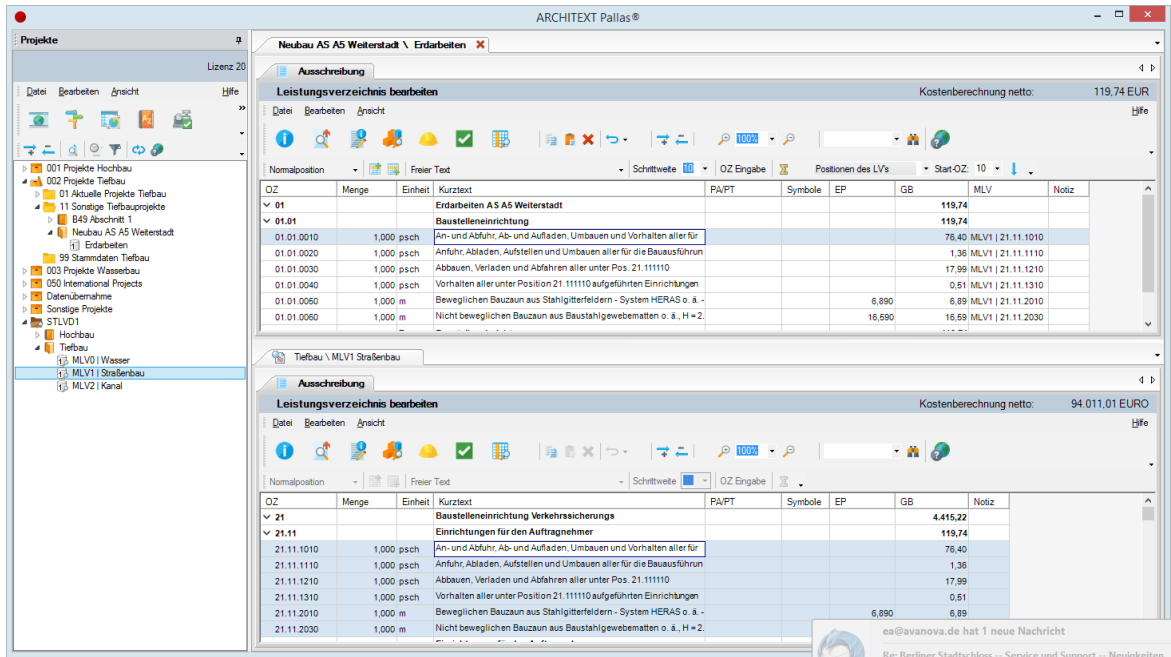 ARCHITEXT Pallas®
Projekte
Lizenz 20
Datei Bearbeiten Ansicht Hilfe
001 Projekte Hochbau
002 Projekte Tiefbau
01 Aktuelle Projekte Tiefbau
11 Sonstige Tiefbauprojekte
B49 Abschnitt 1
Neubau AS A5 Weiterstadt
Erdarbeiten
99 Stammdaten Tiefbau
003 Projekte Wasserbau
050 International Projects
Datenübernahme
Sonstige Projekte
STLVD1
Hochbau
Tiefbau
MLV0 | Wasser
MLV1 | Straßenbau
MLV2 | Kanal
Neubau AS A5 Weiterstadt \ Erdarbeiten
Ausschreibung
Leistungsverzeichnis bearbeiten Kostenberechnung netto: 119,74 EUR
Datei Bearbeiten Ansicht Hilfe
100%
Normalposition Freier Text Schrittweite 10 OZ Eingabe Positionen des LV's Start-OZ: 10
OZ Menge Einheit Kurztext PA/PT Symbole EP GB MLV Notiz
01 Erdarbeiten AS A5 Weiterstadt 119,74
01.01 Baustelleneinrichtung 119,74
01.01.0010 1,000 psch An- und Abfuhr, Ab- und Aufladen, Umbauen und Vorhalten aller für 76,40 MLV1 | 21.11.1010
01.01.0020 1,000 psch Anfuhr, Abladen, Aufstellen und Umbauen aller für die Bauausführun 1,36 MLV1 | 21.11.1110
01.01.0030 1,000 psch Abbauen, Verladen und Abfahren aller unter Pos. 21.111110 17,99 MLV1 | 21.11.1210
01.01.0040 1,000 psch Vorhalten aller unter Position 21.111110 aufgeführten Einrichtungen 0,51 MLV1 | 21.11.1310
01.01.0050 1,000 m Beweglichen Bauzaun aus Stahlgitterfeldern - System HERAS o. ä. - 6,890 6,89 MLV1 | 21.11.2010
01.01.0060 1,000 m Nicht beweglichen Bauzaun aus Baustahlgewebematten o. ä., H = 2. 16,590 16,59 MLV1 | 21.11.2030
Tiefbau \ MLV1 Straßenbau
Ausschreibung
Leistungsverzeichnis bearbeiten Kostenberechnung netto: 94.011,01 EURO
Datei Bearbeiten Ansicht Hilfe
100%
Normalposition Freier Text Schrittweite 10 OZ Eingabe
OZ Menge Einheit Kurztext PA/PT Symbole EP GB Notiz
21 Baustelleneinrichtung Verkehrssicherungs 4.415,22
21.11 Einrichtungen für den Auftragnehmer 119,74
21.11.1010 1,000 psch An- und Abfuhr, Ab- und Aufladen, Umbauen und Vorhalten aller für 76,40
21.11.1110 1,000 psch Anfuhr, Abladen, Aufstellen und Umbauen aller für die Bauausführun 1,36
21.11.1210 1,000 psch Abbauen, Verladen und Abfahren aller unter Pos. 21.111110 17,99
21.11.1310 1,000 psch Vorhalten aller unter Position 21.111110 aufgeführten Einrichtungen 0,51
21.11.2010 1,000 m Beweglichen Bauzaun aus Stahlgitterfeldern - System HERAS o. ä. - 6,890 6,89
21.11.2030 1,000 m Nicht beweglichen Bauzaun aus Baustahlgewebematten o. ä., H = 2.
ea@avanova.de hat 1 neue Nachricht
Re: Berliner Stadtschloss -- Service und Support -- Neuigkeiten